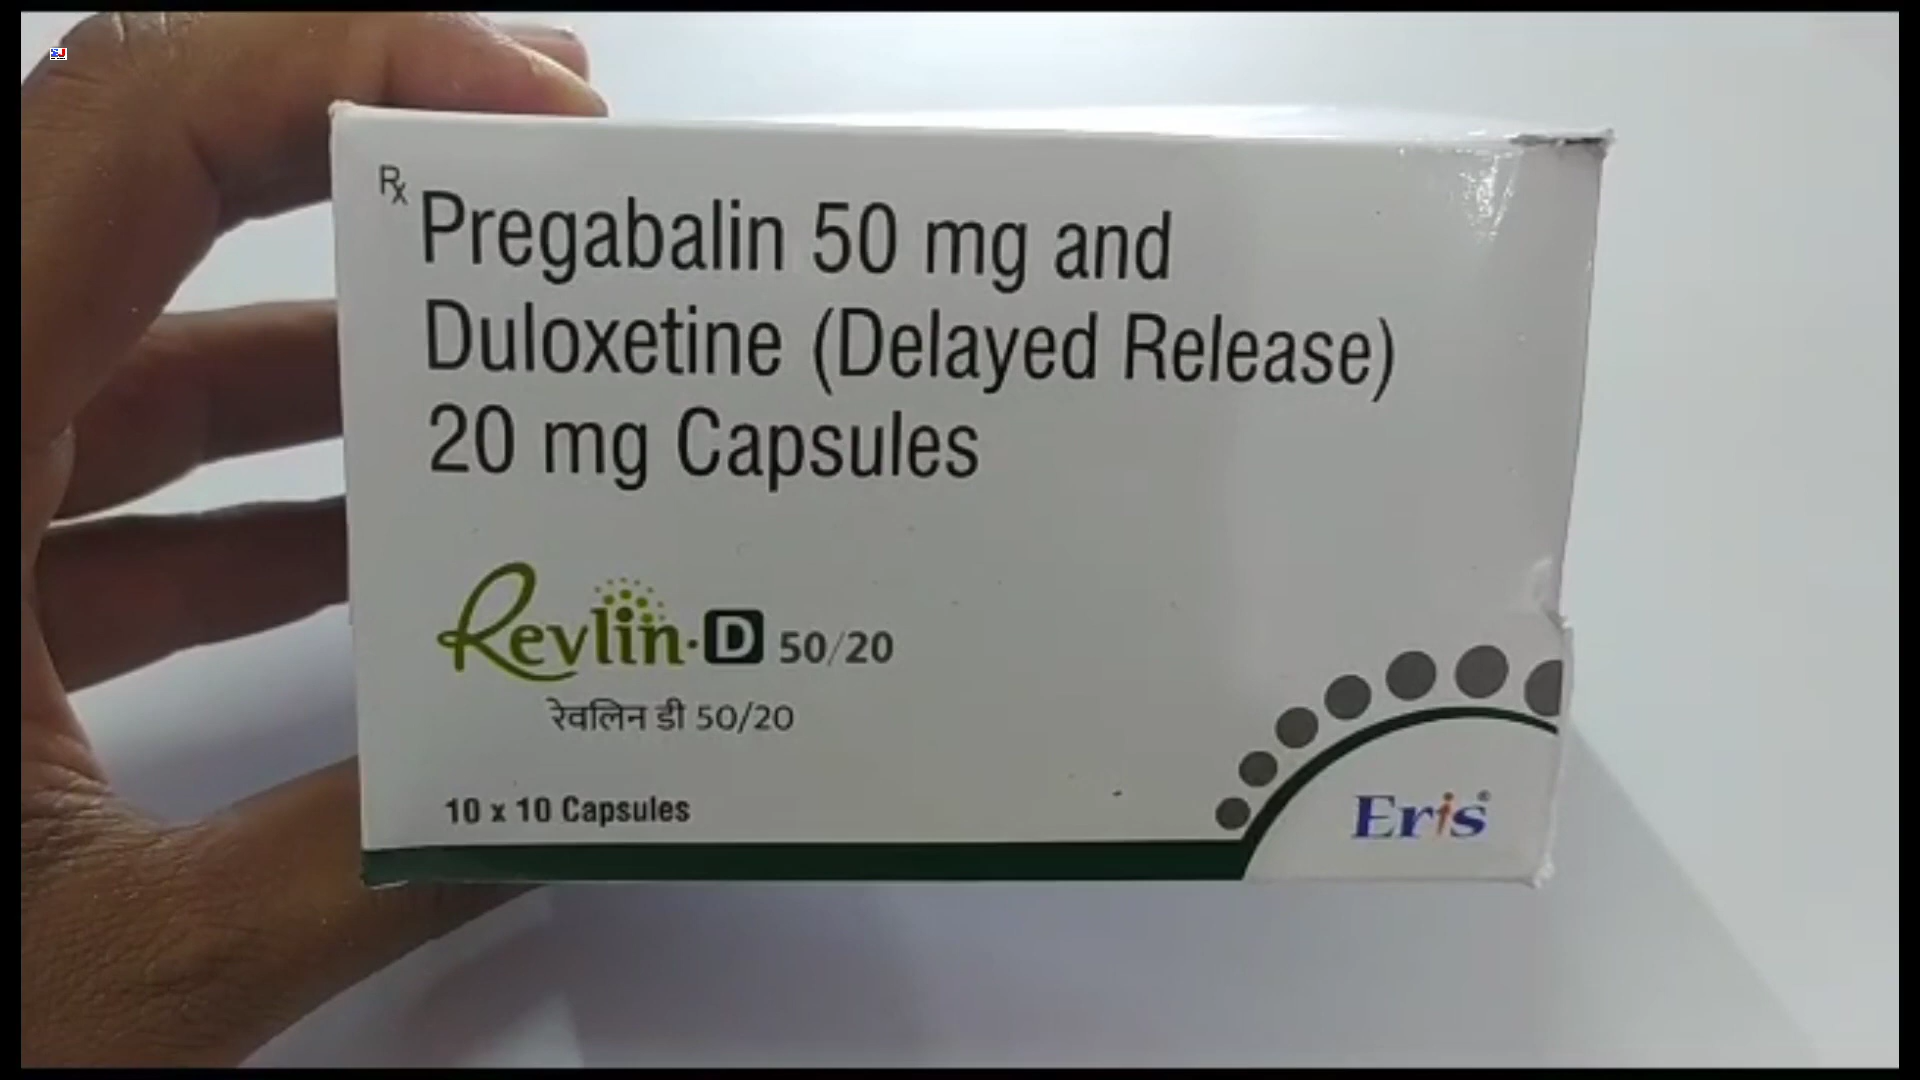 Rx
Pregabalin 50 mg and
Duloxetine (Delayed Release)
20 mg Capsules
Revlin-D 50/20
रेवलिन डी 50/20
10 x 10 Capsules
Eris®